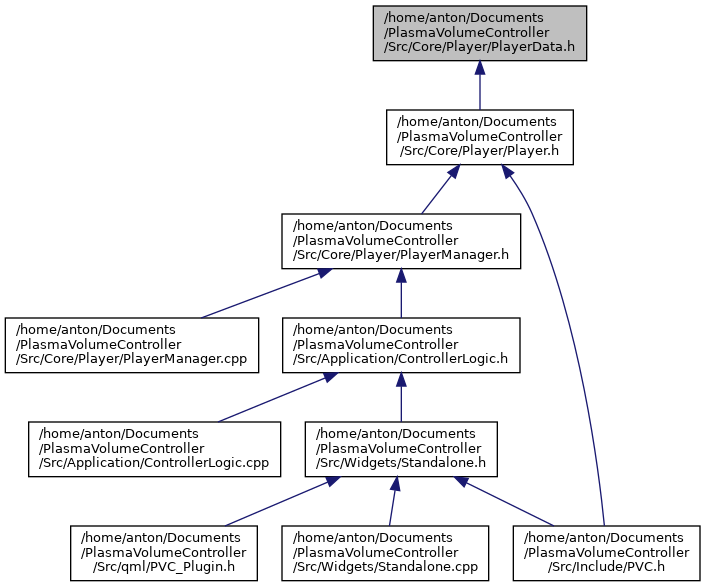 /home/anton/Documents
/PlasmaVolumeController
/Src/Core/Player/PlayerData.h
/home/anton/Documents
/PlasmaVolumeController
/Src/Core/Player/Player.h
/home/anton/Documents
/PlasmaVolumeController
/Src/Core/Player/PlayerManager.h
/home/anton/Documents
/PlasmaVolumeController
/Src/Core/Player/PlayerManager.cpp
/home/anton/Documents
/PlasmaVolumeController
/Src/Application/ControllerLogic.h
/home/anton/Documents
/PlasmaVolumeController
/Src/Application/ControllerLogic.cpp
/home/anton/Documents
/PlasmaVolumeController
/Src/Widgets/Standalone.h
/home/anton/Documents
/PlasmaVolumeController
/Src/qml/PVC_Plugin.h
/home/anton/Documents
/PlasmaVolumeController
/Src/Widgets/Standalone.cpp
/home/anton/Documents
/PlasmaVolumeController
/Src/Include/PVC.h